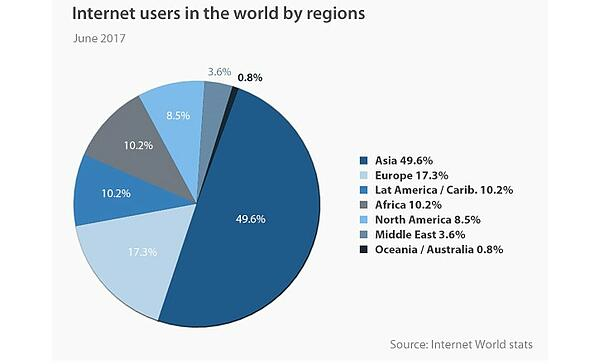 Internet users in the world by regions
June 2017
3.6%
0.8%
8.5%
10.2%
10.2%
49.6%
17.3%
Asia 49.6%
Europe 17.3%
Lat America / Carib. 10.2%
Africa 10.2%
North America 8.5%
Middle East 3.6%
Oceania / Australia 0.8%
Source: Internet World stats